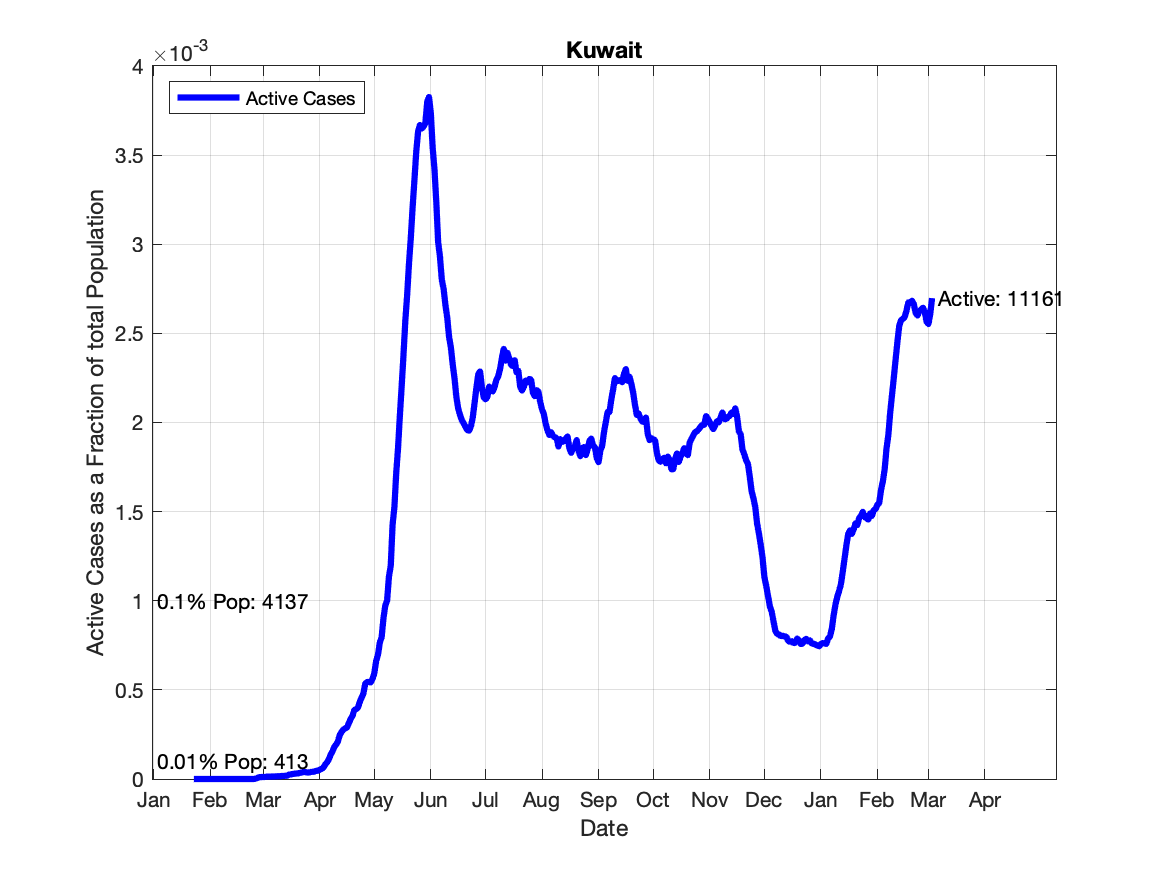 Kuwait
×10-3
4
3.5
3
2.5
2
1.5
1
0.5
0
Active Cases as a Fraction of total Population
Active Cases
Active: 11161
0.1% Pop: 4137
0.01% Pop: 413
Jan Feb Mar Apr May Jun Jul Aug Sep Oct Nov Dec Jan Feb Mar Apr
Date